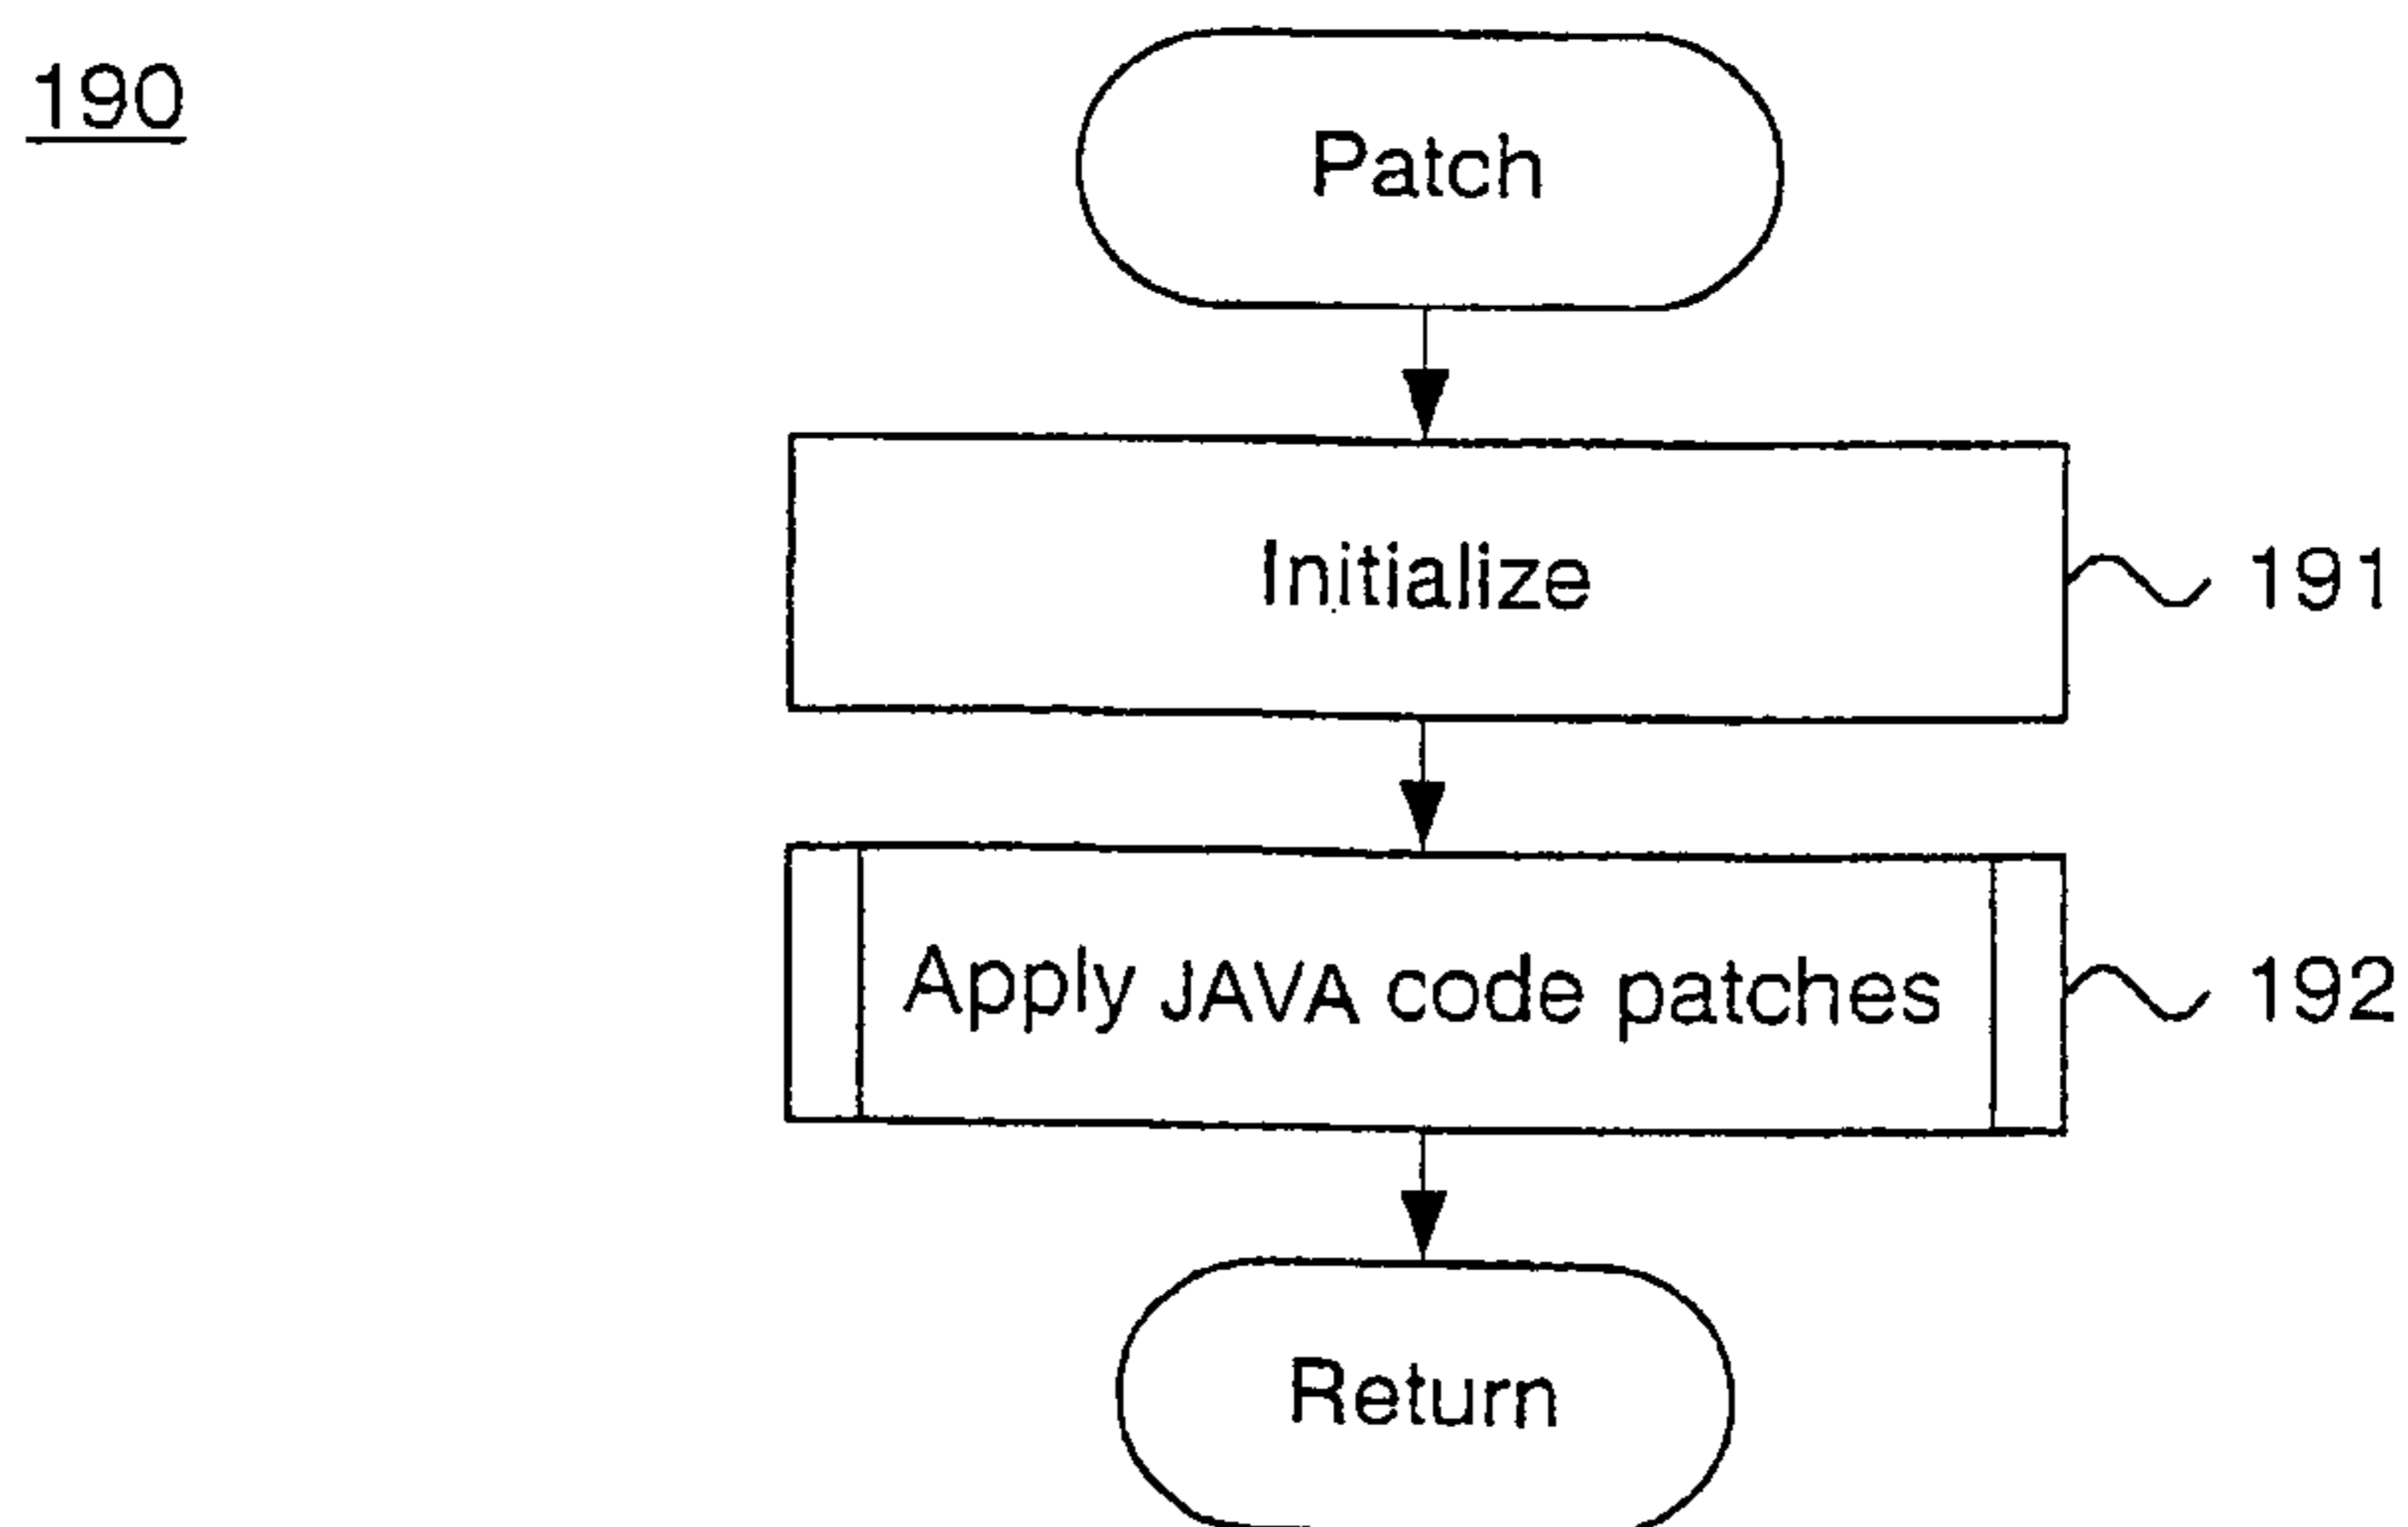 190
Patch
Initialize
191
Apply JAVA code patches
192
Return